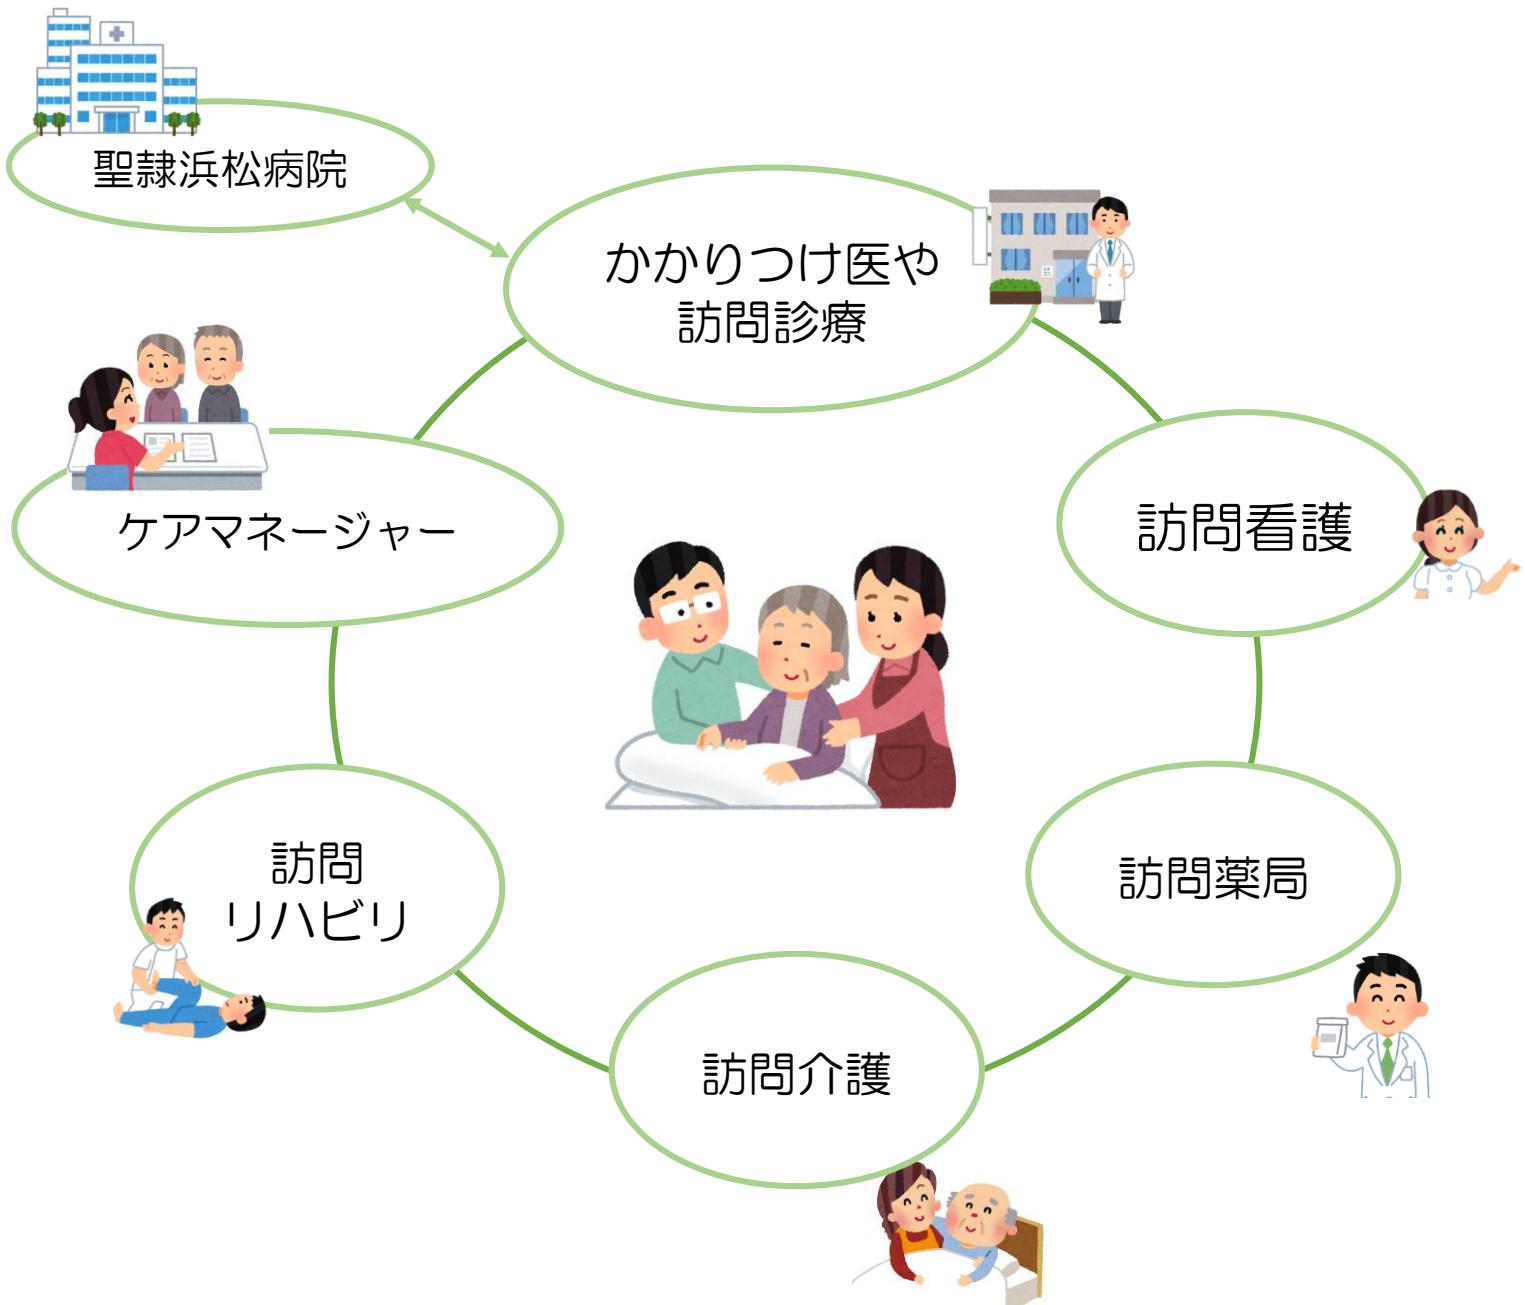 聖隷浜松病院
かかりつけ医や
訪問診療
ケアマネージャー
訪問看護
訪問
リハビリ
訪問薬局
訪問介護